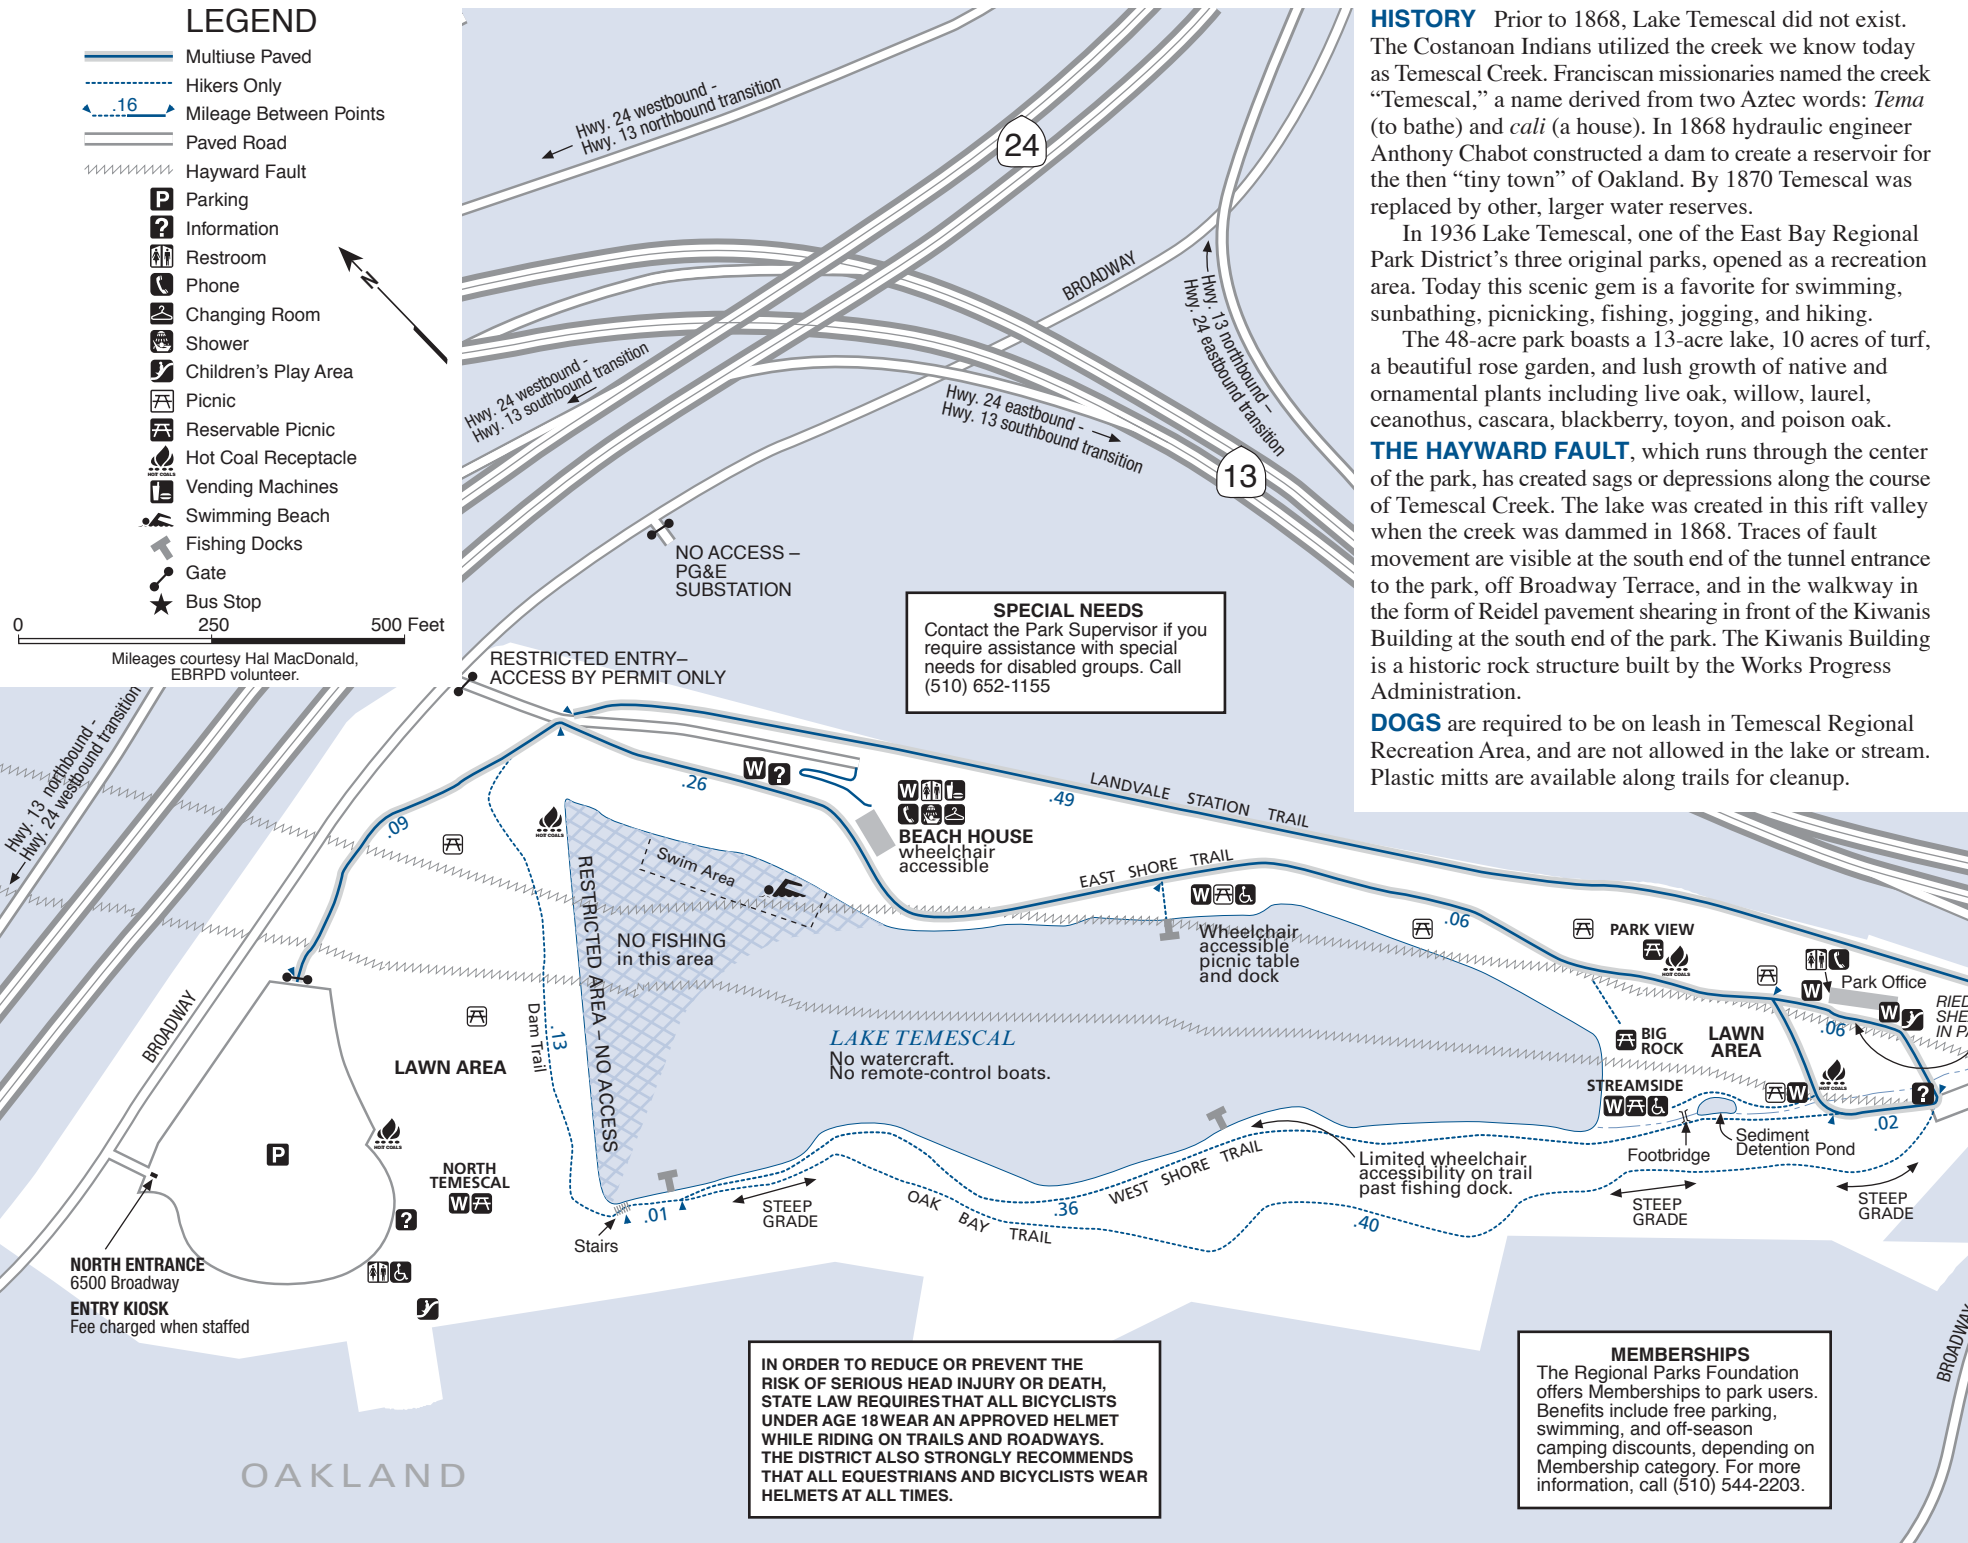 LEGEND
Multiuse Paved
Hikers Only
.16
Mileage Between Points
Paved Road
Hayward Fault
P
Parking
?
Information
Restroom
Phone
Changing Room
Shower
Children's Play Area
Picnic
Reservable Picnic
HOT COALS
Hot Coal Receptacle
Vending Machines
Swimming Beach
Fishing Docks
Gate
Bus Stop
0 250 500 Feet
Mileages courtesy Hal MacDonald,
EBRPD volunteer.
N
Hwy. 24 westbound -
Hwy. 13 northbound transition
24
BROADWAY
Hwy. 13 northbound –
Hwy. 24 eastbound transition
Hwy. 24 westbound -
Hwy. 13 southbound transition
Hwy. 24 eastbound -
Hwy. 13 southbound transition
13
NO ACCESS –
PG&E
SUBSTATION
SPECIAL NEEDS
Contact the Park Supervisor if you
require assistance with special
needs for disabled groups. Call
(510) 652-1155
HISTORY Prior to 1868, Lake Temescal did not exist.
The Costanoan Indians utilized the creek we know today
as Temescal Creek. Franciscan missionaries named the creek
“Temescal,” a name derived from two Aztec words: Tema
(to bathe) and cali (a house). In 1868 hydraulic engineer
Anthony Chabot constructed a dam to create a reservoir for
the then “tiny town” of Oakland. By 1870 Temescal was
replaced by other, larger water reserves.
In 1936 Lake Temescal, one of the East Bay Regional
Park District’s three original parks, opened as a recreation
area. Today this scenic gem is a favorite for swimming,
sunbathing, picnicking, fishing, jogging, and hiking.
The 48-acre park boasts a 13-acre lake, 10 acres of turf,
a beautiful rose garden, and lush growth of native and
ornamental plants including live oak, willow, laurel,
ceanothus, cascara, blackberry, toyon, and poison oak.
THE HAYWARD FAULT, which runs through the center
of the park, has created sags or depressions along the course
of Temescal Creek. The lake was created in this rift valley
when the creek was dammed in 1868. Traces of fault
movement are visible at the south end of the tunnel entrance
to the park, off Broadway Terrace, and in the walkway in
the form of Reidel pavement shearing in front of the Kiwanis
Building at the south end of the park. The Kiwanis Building
is a historic rock structure built by the Works Progress
Administration.
DOGS are required to be on leash in Temescal Regional
Recreation Area, and are not allowed in the lake or stream.
Plastic mitts are available along trails for cleanup.
RESTRICTED ENTRY–
ACCESS BY PERMIT ONLY
Hwy. 13 northbound -
Hwy. 24 westbound transition
.26
W ?
.49
LANDVALE STATION TRAIL
.09
HOT COALS
W
BEACH HOUSE
wheelchair
accessible
Swim Area
EAST SHORE TRAIL
W
RESTRICTED AREA – NO ACCESS
NO FISHING
in this area
Wheelchair
accessible
picnic table
and dock
.06
PARK VIEW
HOT COALS
Park Office
W
W
RIED
SHE
IN P
.06
BROADWAY
Dam Trail
.13
LAWN AREA
LAKE TEMESCAL
No watercraft.
No remote-control boats.
BIG
ROCK
LAWN
AREA
STREAMSIDE
W
W
HOT COALS
?
.02
HOT COALS
P
NORTH
TEMESCAL
W
?
Sediment
Detention Pond
Footbridge
Limited wheelchair
accessibility on trail
past fishing dock.
WEST SHORE TRAIL
STEEP
GRADE
OAK BAY TRAIL
.36
.40
STEEP
GRADE
STEEP
GRADE
.01
Stairs
NORTH ENTRANCE
6500 Broadway
ENTRY KIOSK
Fee charged when staffed
BROADWAY
OAKLAND
IN ORDER TO REDUCE OR PREVENT THE
RISK OF SERIOUS HEAD INJURY OR DEATH,
STATE LAW REQUIRES THAT ALL BICYCLISTS
UNDER AGE 18 WEAR AN APPROVED HELMET
WHILE RIDING ON TRAILS AND ROADWAYS.
THE DISTRICT ALSO STRONGLY RECOMMENDS
THAT ALL EQUESTRIANS AND BICYCLISTS WEAR
HELMETS AT ALL TIMES.
MEMBERSHIPS
The Regional Parks Foundation
offers Memberships to park users.
Benefits include free parking,
swimming, and off-season
camping discounts, depending on
Membership category. For more
information, call (510) 544-2203.